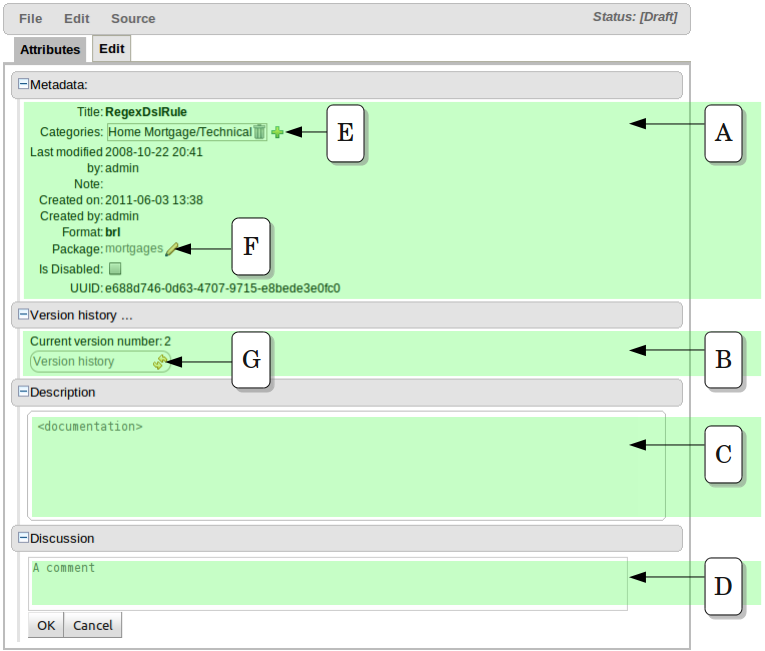 File Edit Source Status: [Draft]
Attributes Edit
Metadata:
Title: RegexDslRule
Categories: Home Mortgage/Technical
E
A
Last modified 2008-10-22 20:41
by: admin
Note:
Created on: 2011-06-03 13:38
Created by: admin
Format: brl
Package: mortgages
F
Is Disabled:
UUID: e688d746-0d63-4707-9715-e8bede3e0fc0
Version history ...
Current version number: 2
Version history
G
B
Description
<documentation>
C
Discussion
A comment
D
OK Cancel